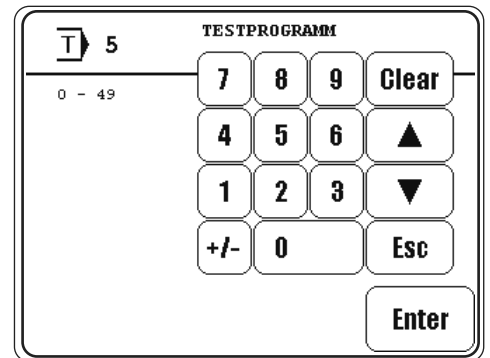 T 5 TESTPROGRAMM
0 - 49
7 8 9 Clear
4 5 6 ▲
1 2 3 ▼
+/- 0 Esc
Enter